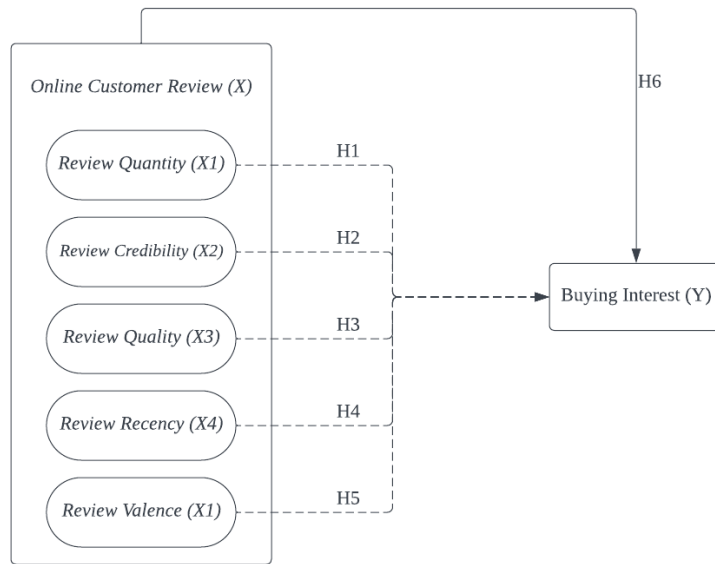 Online Customer Review (X)
H6
Review Quantity (X1)
H1
Review Credibility (X2)
H2
Buying Interest (Y)
Review Quality (X3)
H3
Review Recency (X4)
H4
Review Valence (X1)
H5